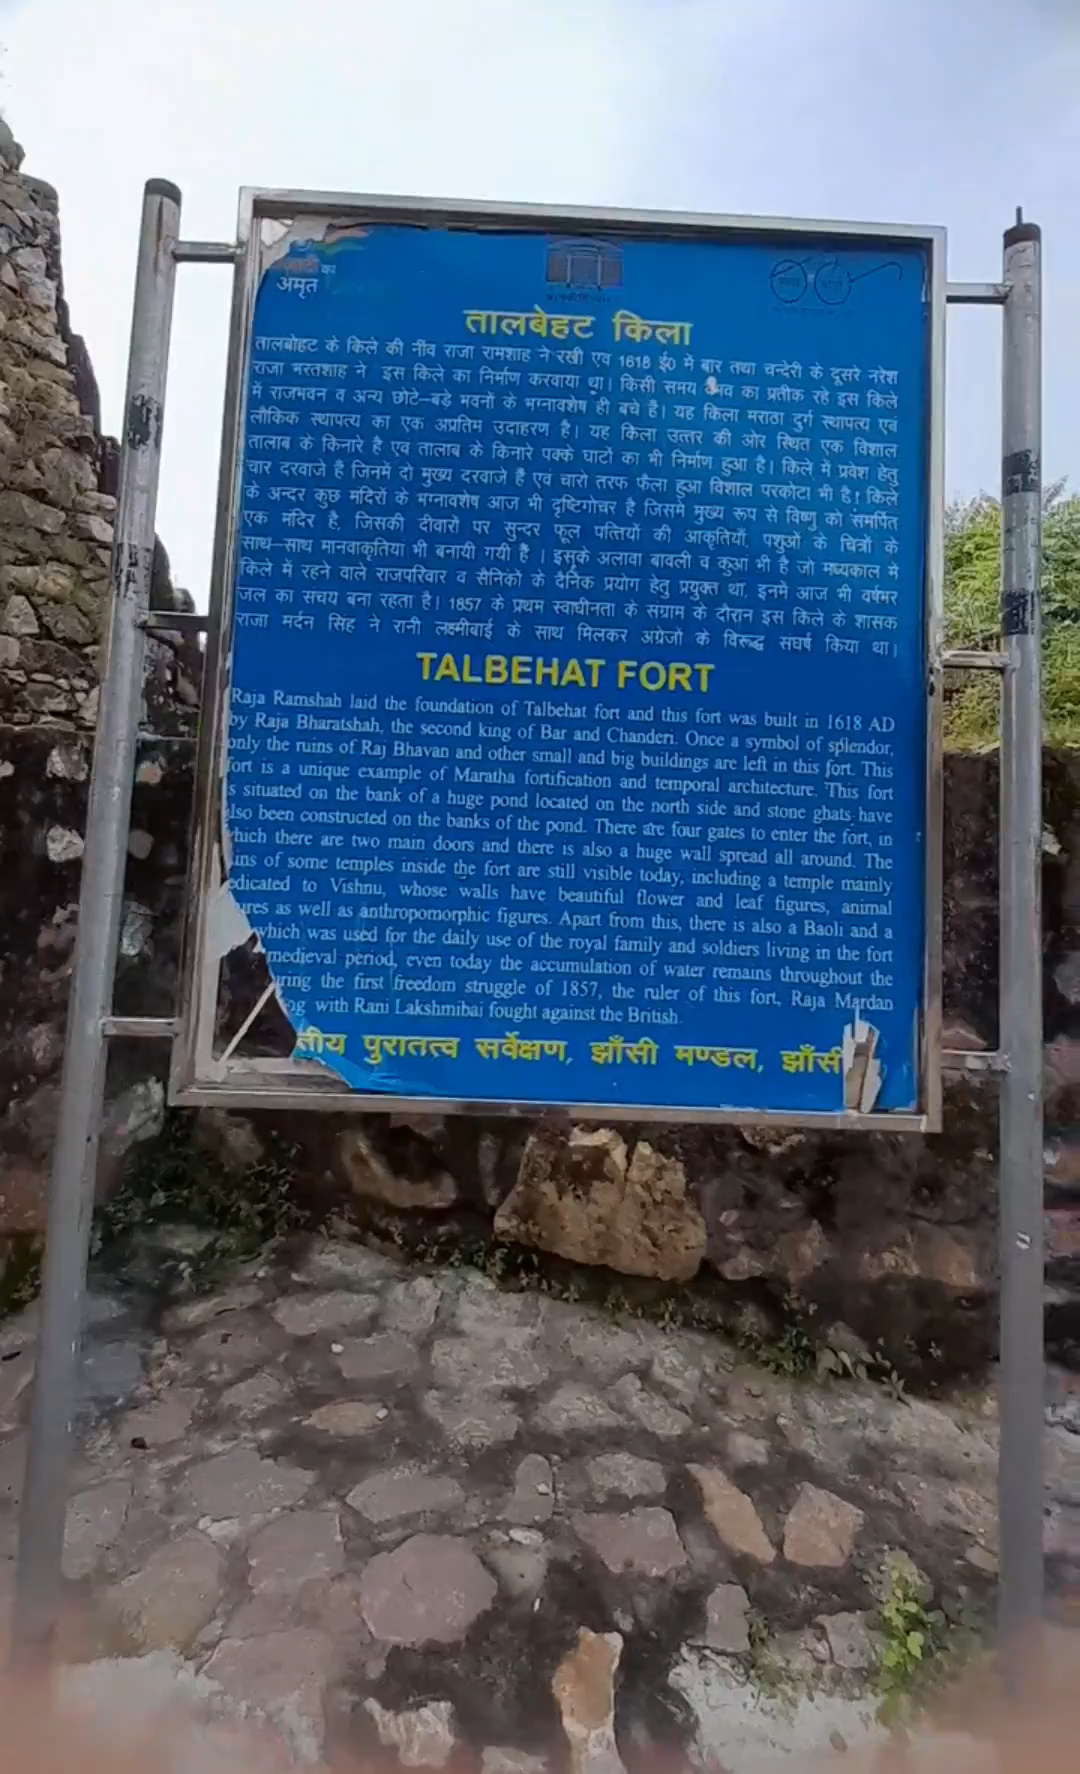 का
अमृत
तालबेहट किला
तालबोहट के किले की नींव राजा रामशाह ने रखी एव 1618 ई0 में बार तथा चन्देरी के दूसरे नरेश
राजा भरतशाह ने इस किले का निर्माण करवाया था। किसी समय का प्रतीक रहे इस किले
में राजभवन व अन्य छोटे–बड़े भवनों के भग्नावशेष ही बचे है। यह किला मराठा दुर्ग स्थापत्य एव
लौकिक स्थापत्य का एक अप्रतिम उदाहरण है। यह किला उत्तर की ओर स्थित एक विशाल
तालाब के किनारे है एव तालाब के किनारे पक्के घाटों का भी निर्माण हुआ है। किले में प्रवेश हेतु
चार दरवाजे है जिनमें दो मुख्य दरवाजे है एवं चारो तरफ फैला हुआ विशाल परकोटा भी है। किले
के अन्दर कुछ मंदिरों के भग्नावशेष आज भी दृष्टिगोचर है जिसमें मुख्य रूप से विष्णु को समर्पित
एक मंदिर है, जिसकी दीवारों पर सुन्दर फूल पत्तियों की आकृतियाँ, पशुओं के चित्रों के
साथ–साथ मानवाकृतिया भी बनायी गयी है । इसके अलावा बावली व कुआ भी है जो मध्यकाल में
किले में रहने वाले राजपरिवार व सैनिकों के दैनिक प्रयोग हेतु प्रयुक्त था, इनमे आज भी वर्षभर
जल का संचय बना रहता है। 1857 के प्रथम स्वाधीनता के संग्राम के दौरान इस किले के शासक
राजा मर्दन सिंह ने रानी लक्ष्मीबाई के साथ मिलकर अंग्रेजों के विरूद्ध संघर्ष किया था।
TALBEHAT FORT
Raja Ramshah laid the foundation of Talbehat fort and this fort was built in 1618 AD
by Raja Bharatshah, the second king of Bar and Chanderi. Once a symbol of splendor,
only the ruins of Raj Bhavan and other small and big buildings are left in this fort. This
fort is a unique example of Maratha fortification and temporal architecture. This fort
s situated on the bank of a huge pond located on the north side and stone ghats have
lso been constructed on the banks of the pond. There are four gates to enter the fort, in
which there are two main doors and there is also a huge wall spread all around. The
ins of some temples inside the fort are still visible today, including a temple mainly
edicated to Vishnu, whose walls have beautiful flower and leaf figures, animal
ures as well as anthropomorphic figures. Apart from this, there is also a Baoli and a
which was used for the daily use of the royal family and soldiers living in the fort
medieval period, even today the accumulation of water remains throughout the
uring the first freedom struggle of 1857, the ruler of this fort, Raja Mardan
ng with Rani Lakshmibai fought against the British.
तीय पुरातत्व सर्वेक्षण, झाँसी मण्डल, झाँसी